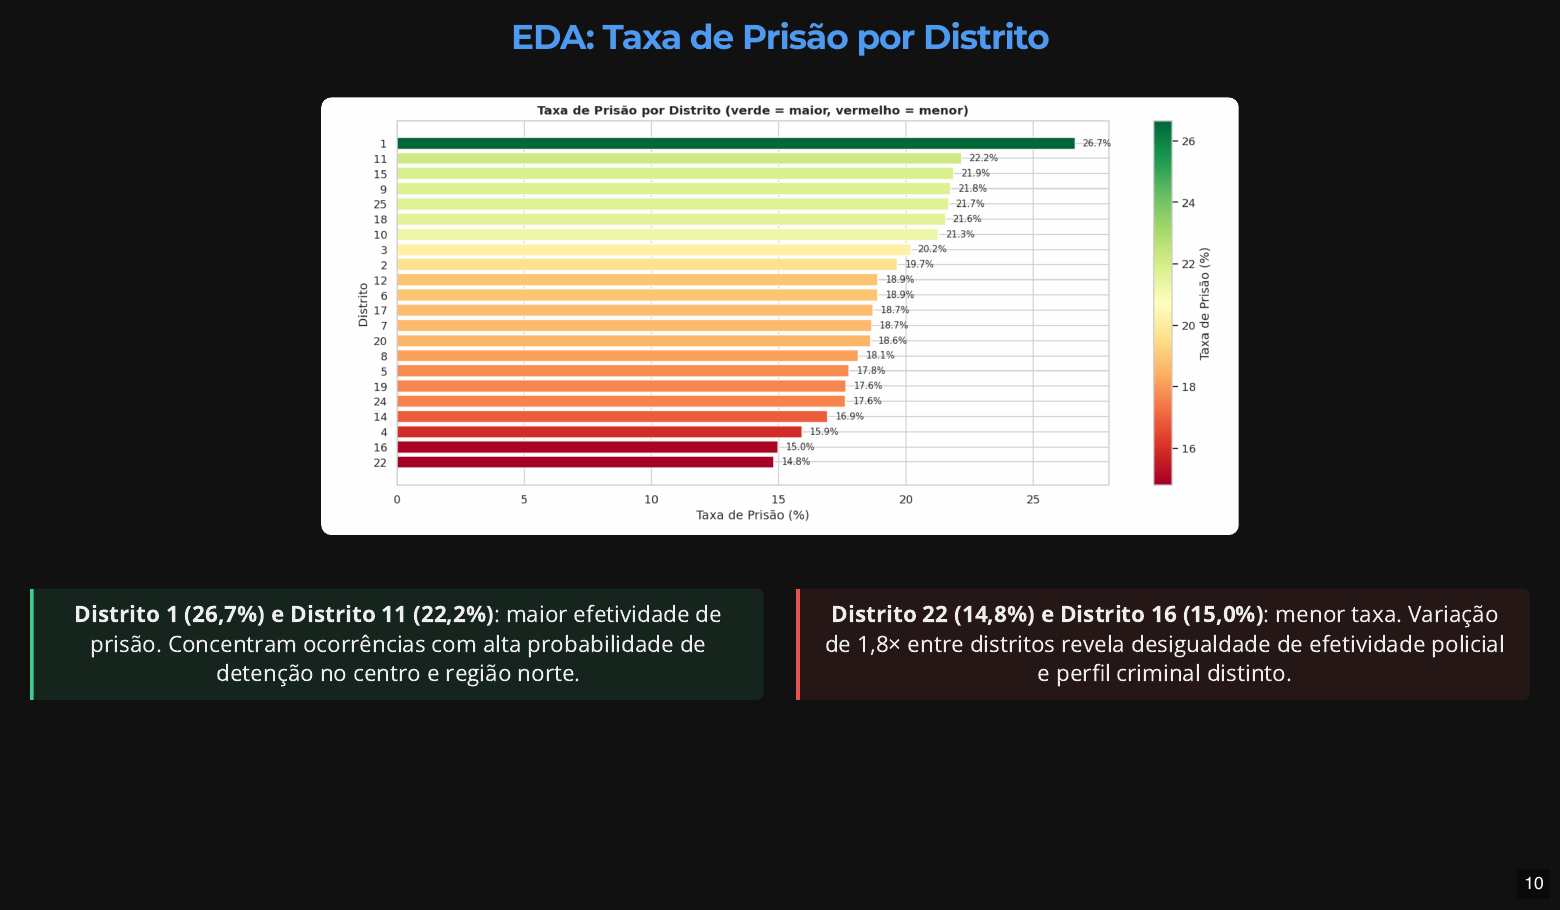 EDA: Taxa de Prisão por Distrito
Taxa de Prisão por Distrito (verde = maior, vermelho = menor)
Distrito
1 26.7%
11 22.2%
15 21.9%
9 21.8%
25 21.7%
18 21.6%
10 21.3%
3 20.2%
2 19.7%
12 18.9%
6 18.9%
17 18.7%
7 18.7%
20 18.6%
8 18.1%
5 17.8%
19 17.6%
24 17.6%
14 16.9%
4 15.9%
16 15.0%
22 14.8%
0 5 10 15 20 25
Taxa de Prisão (%)
26
24
22
20
18
16
Taxa de Prisão (%)
Distrito 1 (26,7%) e Distrito 11 (22,2%): maior efetividade de
prisão. Concentram ocorrências com alta probabilidade de
detenção no centro e região norte.
Distrito 22 (14,8%) e Distrito 16 (15,0%): menor taxa. Variação
de 1,8× entre distritos revela desigualdade de efetividade policial
e perfil criminal distinto.
10